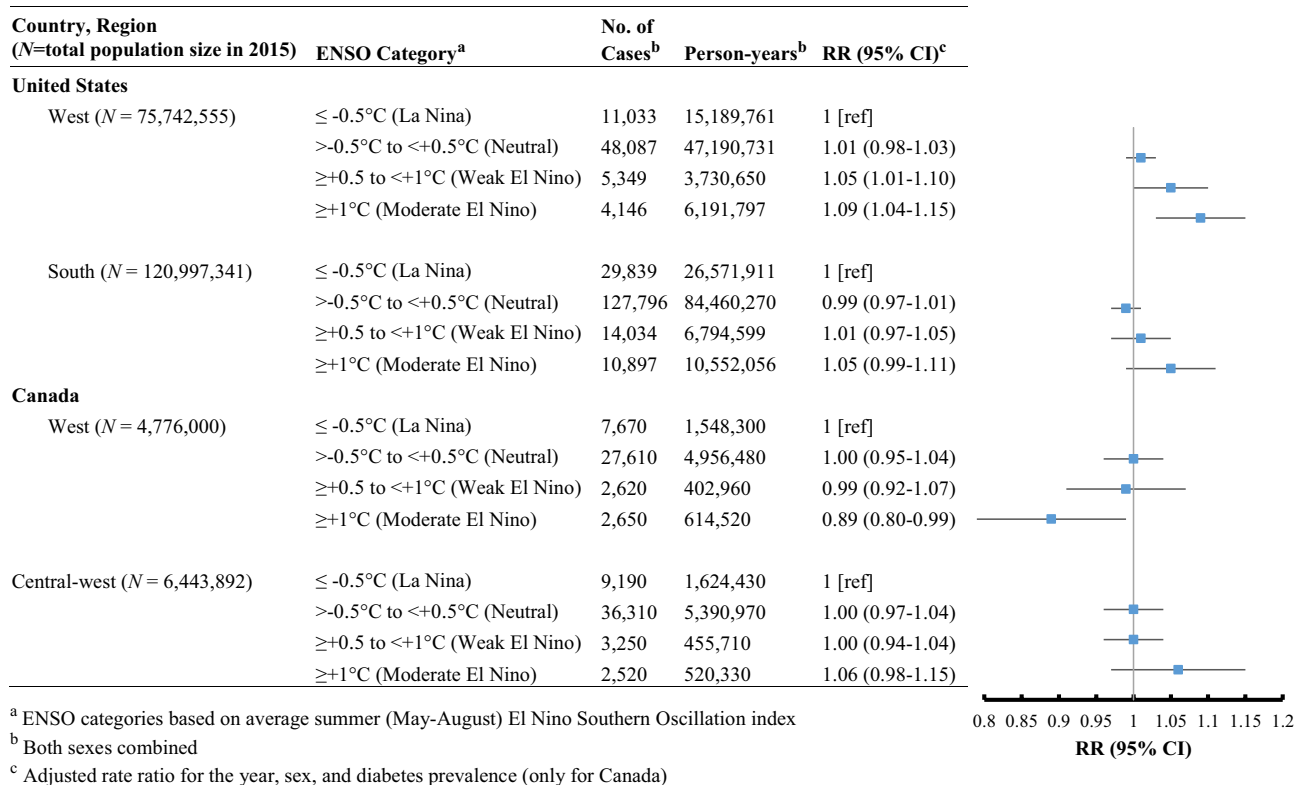 Country, Region
(N=total population size in 2015) ENSO Categoryᵃ No. of Casesᵇ Person-yearsᵇ RR (95% CI)ᶜ
United States
West (N = 75,742,555) ≤ -0.5°C (La Nina) 11,033 15,189,761 1 [ref]
>-0.5°C to <+0.5°C (Neutral) 48,087 47,190,731 1.01 (0.98-1.03)
≥+0.5 to <+1°C (Weak El Nino) 5,349 3,730,650 1.05 (1.01-1.10)
≥+1°C (Moderate El Nino) 4,146 6,191,797 1.09 (1.04-1.15)
South (N = 120,997,341) ≤ -0.5°C (La Nina) 29,839 26,571,911 1 [ref]
>-0.5°C to <+0.5°C (Neutral) 127,796 84,460,270 0.99 (0.97-1.01)
≥+0.5 to <+1°C (Weak El Nino) 14,034 6,794,599 1.01 (0.97-1.05)
≥+1°C (Moderate El Nino) 10,897 10,552,056 1.05 (0.99-1.11)
Canada
West (N = 4,776,000) ≤ -0.5°C (La Nina) 7,670 1,548,300 1 [ref]
>-0.5°C to <+0.5°C (Neutral) 27,610 4,956,480 1.00 (0.95-1.04)
≥+0.5 to <+1°C (Weak El Nino) 2,620 402,960 0.99 (0.92-1.07)
≥+1°C (Moderate El Nino) 2,650 614,520 0.89 (0.80-0.99)
Central-west (N = 6,443,892) ≤ -0.5°C (La Nina) 9,190 1,624,430 1 [ref]
>-0.5°C to <+0.5°C (Neutral) 36,310 5,390,970 1.00 (0.97-1.04)
≥+0.5 to <+1°C (Weak El Nino) 3,250 455,710 1.00 (0.94-1.04)
≥+1°C (Moderate El Nino) 2,520 520,330 1.06 (0.98-1.15)
0.8 0.85 0.9 0.95 1 1.05 1.1 1.15 1.2
RR (95% CI)
ᵃ ENSO categories based on average summer (May-August) El Nino Southern Oscillation index
ᵇ Both sexes combined
ᶜ Adjusted rate ratio for the year, sex, and diabetes prevalence (only for Canada)